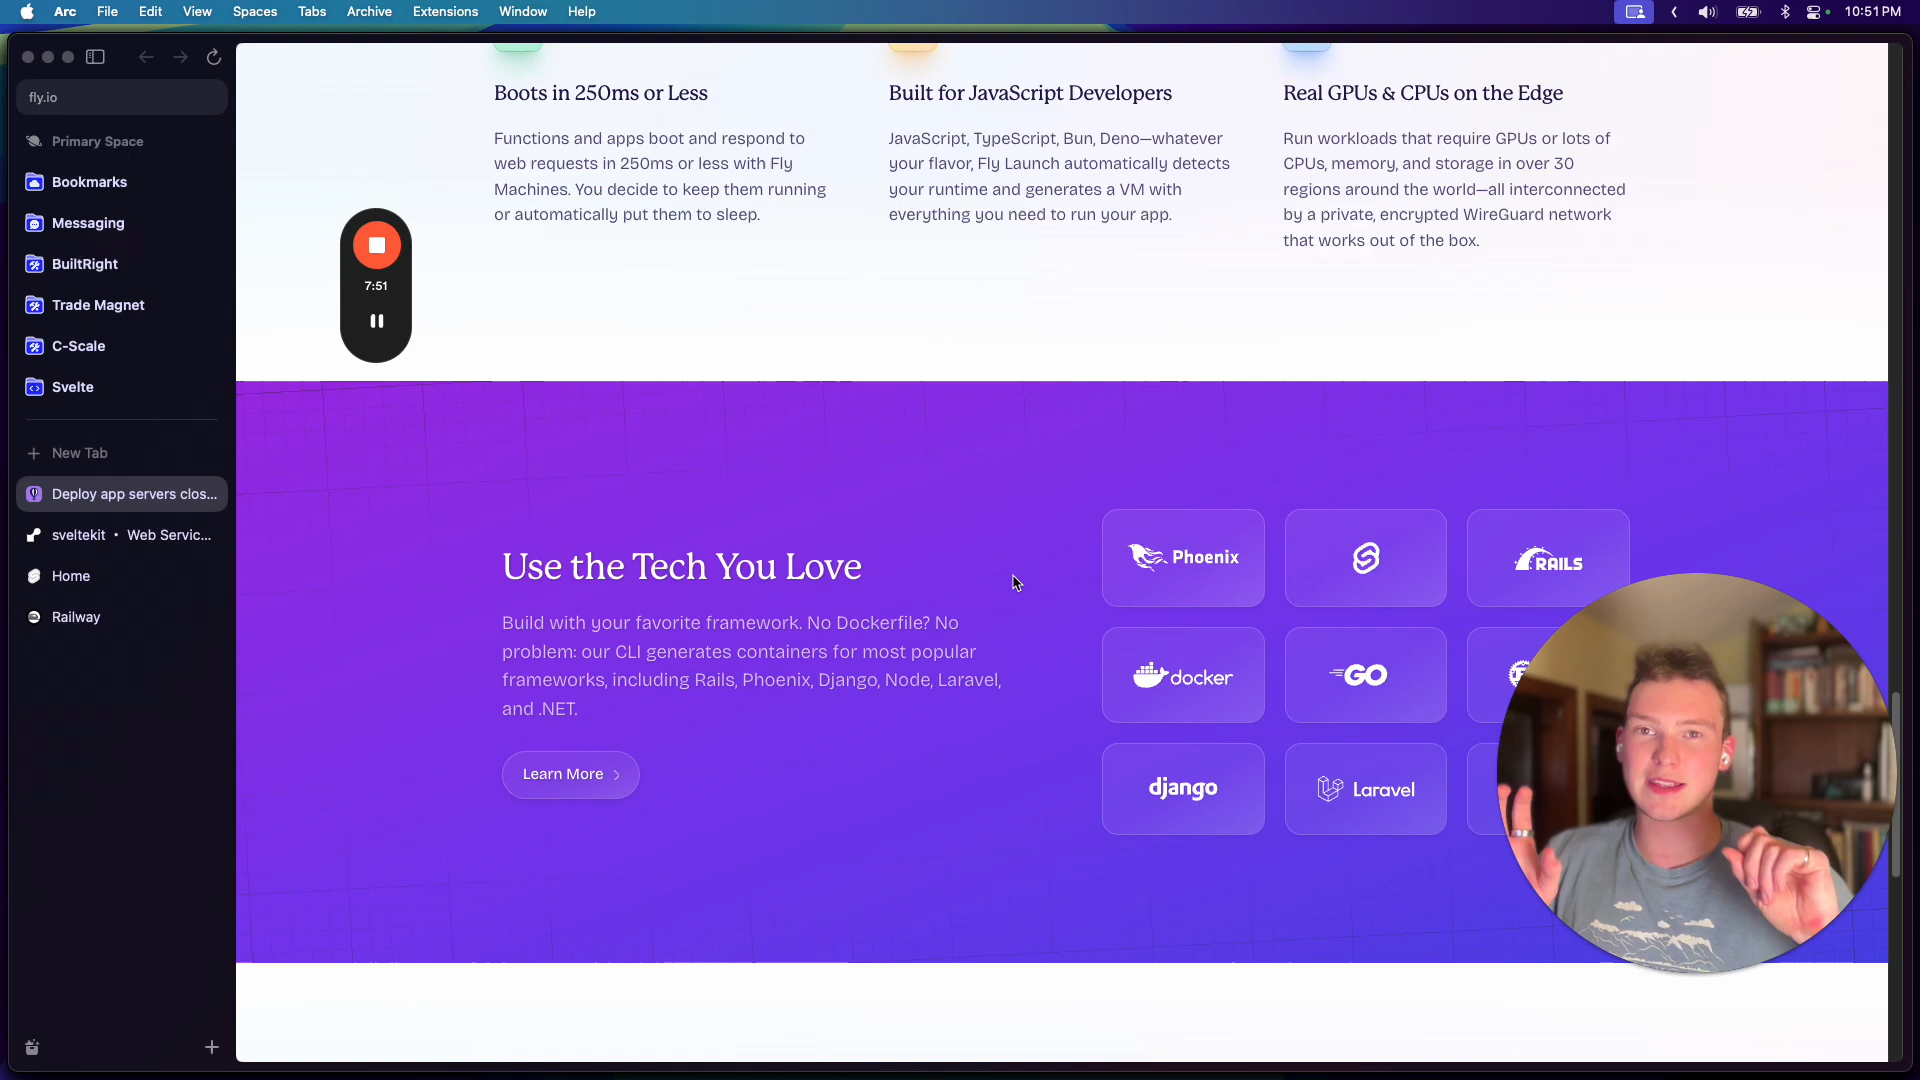 Arc File Edit View Spaces Tabs Archive Extensions Window Help
10:51 PM
fly.io
Primary Space
Bookmarks
Messaging
BuiltRight
Trade Magnet
C-Scale
Svelte
New Tab
Deploy app servers clos...
sveltekit • Web Servic...
Home
Railway
7:51
Boots in 250ms or Less
Functions and apps boot and respond to
web requests in 250ms or less with Fly
Machines. You decide to keep them running
or automatically put them to sleep.
Built for JavaScript Developers
JavaScript, TypeScript, Bun, Deno—whatever
your flavor, Fly Launch automatically detects
your runtime and generates a VM with
everything you need to run your app.
Real GPUs & CPUs on the Edge
Run workloads that require GPUs or lots of
CPUs, memory, and storage in over 30
regions around the world—all interconnected
by a private, encrypted WireGuard network
that works out of the box.
Use the Tech You Love
Build with your favorite framework. No Dockerfile? No
problem: our CLI generates containers for most popular
frameworks, including Rails, Phoenix, Django, Node, Laravel,
and .NET.
Learn More
Phoenix
RAILS
docker
GO
django
Laravel